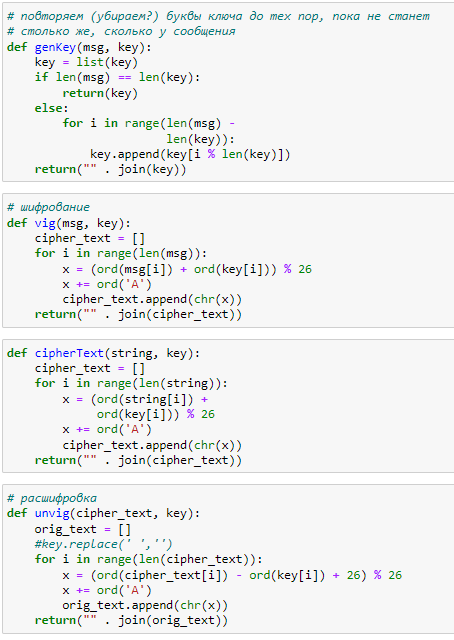 # повторяем (убираем?) буквы ключа до тех пор, пока не станет
# столько же, сколько у сообщения
def genKey(msg, key):
    key = list(key)
    if len(msg) == len(key):
        return(key)
    else:
        for i in range(len(msg) -
                       len(key)):
            key.append(key[i % len(key)])
    return("" . join(key))
# шифрование
def vig(msg, key):
    cipher_text = []
    for i in range(len(msg)):
        x = (ord(msg[i]) + ord(key[i])) % 26
        x += ord('A')
        cipher_text.append(chr(x))
    return("" . join(cipher_text))
def cipherText(string, key):
    cipher_text = []
    for i in range(len(string)):
        x = (ord(string[i]) +
             ord(key[i])) % 26
        x += ord('A')
        cipher_text.append(chr(x))
    return("" . join(cipher_text))
# расшифровка
def unvig(cipher_text, key):
    orig_text = []
    #key.replace(' ','')
    for i in range(len(cipher_text)):
        x = (ord(cipher_text[i]) - ord(key[i]) + 26) % 26
        x += ord('A')
        orig_text.append(chr(x))
    return("" . join(orig_text))